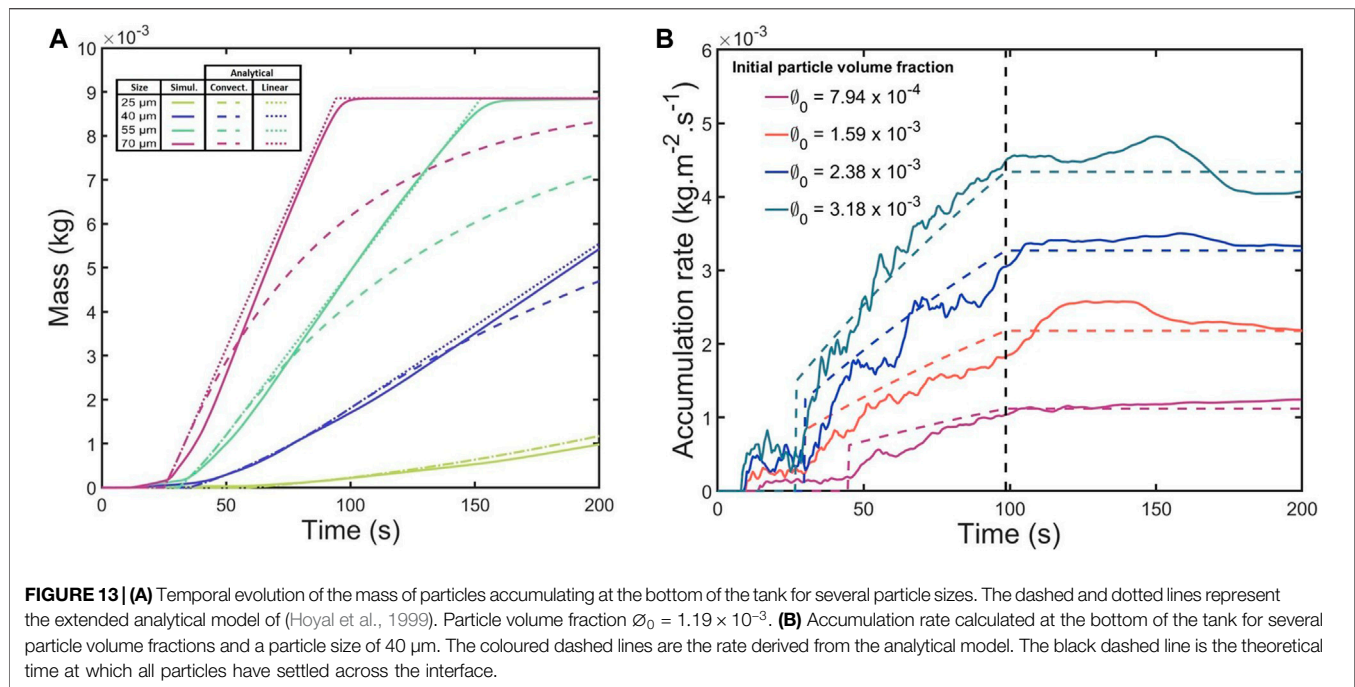 A
×10⁻³
10
9
8
7
6
5
4
3
2
1
0
Mass (kg)
Analytical
Size Simul. Convect. Linear
25 µm
40 µm
55 µm
70 µm
0 50 100 150 200
Time (s)
B
×10⁻³
6
5
4
3
2
1
0
Accumulation rate (kg.m⁻².s⁻¹)
Initial particle volume fraction
∅₀ = 7.94 x 10⁻⁴
∅₀ = 1.59 x 10⁻³
∅₀ = 2.38 x 10⁻³
∅₀ = 3.18 x 10⁻³
0 50 100 150 200
Time (s)
FIGURE 13 | (A) Temporal evolution of the mass of particles accumulating at the bottom of the tank for several particle sizes. The dashed and dotted lines represent
the extended analytical model of (Hoyal et al., 1999). Particle volume fraction ∅₀ = 1.19 × 10⁻³. (B) Accumulation rate calculated at the bottom of the tank for several
particle volume fractions and a particle size of 40 µm. The coloured dashed lines are the rate derived from the analytical model. The black dashed line is the theoretical
time at which all particles have settled across the interface.